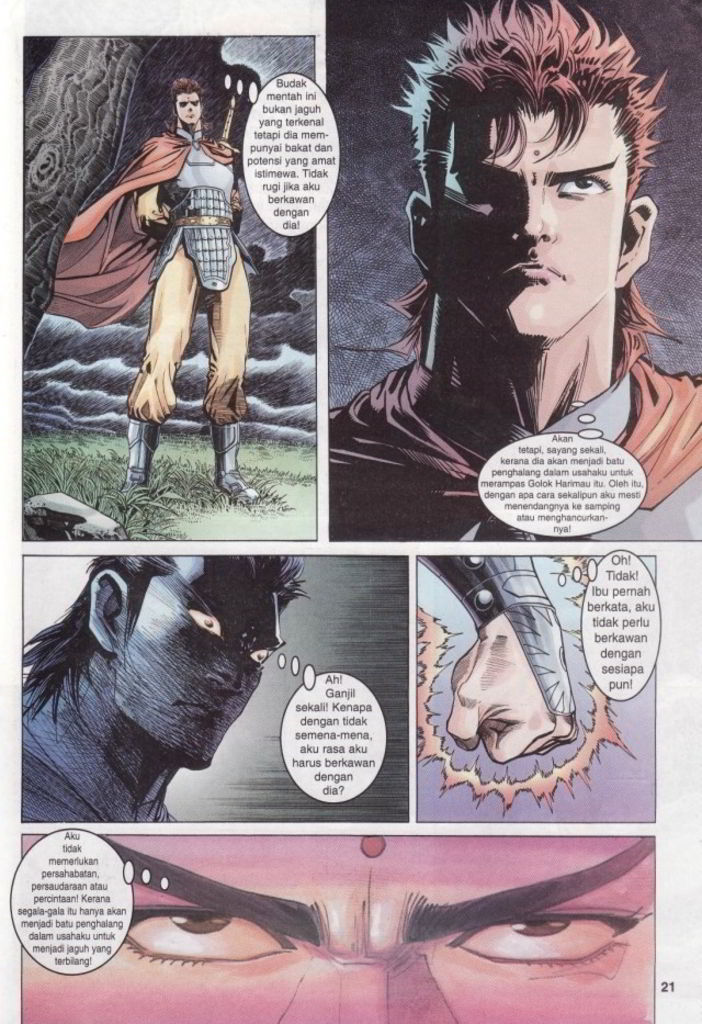 Budak
mentah ini
bukan jaguh
yang terkenal
tetapi dia mem-
punyai bakat dan
potensi yang amat
istimewa. Tidak
rugi jika aku
berkawan
dengan
dia!
Akan
tetapi, sayang sekali,
kerana dia akan menjadi batu
penghalang dalam usahaku untuk
merampas Golok Harimau itu. Oleh itu,
dengan apa cara sekalipun aku mesti
menendangnya ke samping
atau menghancurkan-
nya!
Ah!
Ganjil
sekali! Kenapa
dengan tidak
semena-mena,
aku rasa aku
harus berkawan
dengan
dia?
Oh!
Tidak!
Ibu pernah
berkata, aku
tidak perlu
berkawan
dengan
sesiapa
pun!
Aku
tidak
memerlukan
persahabatan,
persaudaraan atau
percintaan! Kerana
segala-gala itu hanya akan
menjadi batu penghalang
dalam usahaku untuk
menjadi jaguh yang
terbilang!
21